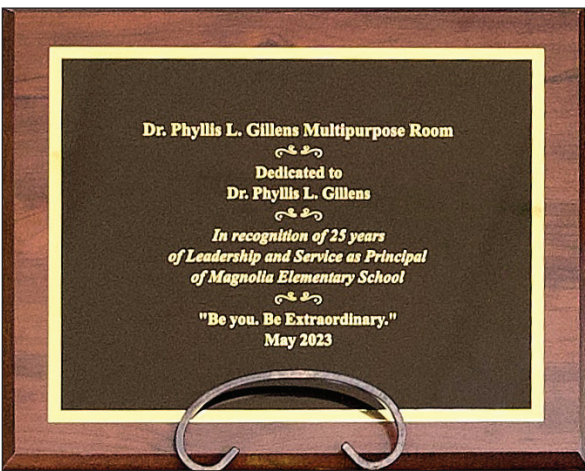 Dr. Phyllis L. Gillens Multipurpose Room
Dedicated to
Dr. Phyllis L. Gillens
In recognition of 25 years
of Leadership and Service as Principal
of Magnolia Elementary School
"Be you. Be Extraordinary."
May 2023